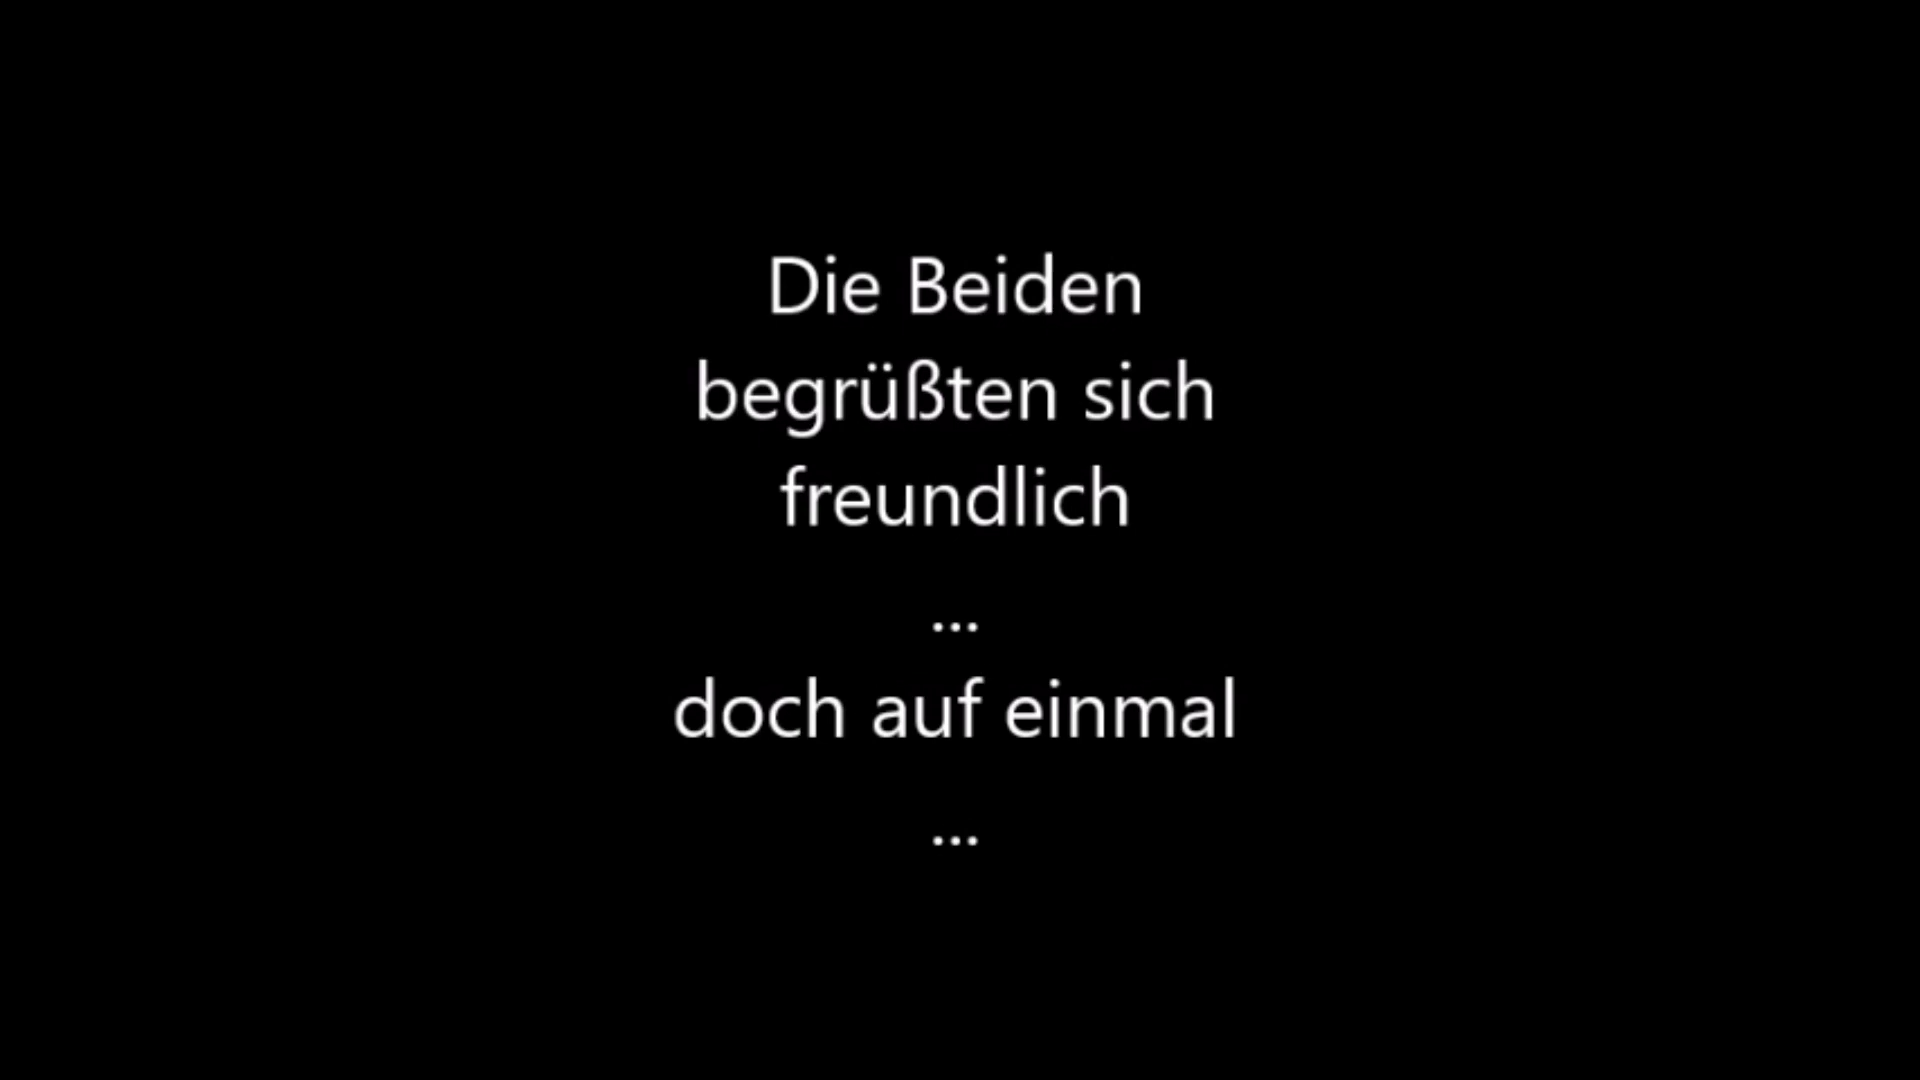 Die Beiden
begrüßten sich
freundlich
...
doch auf einmal
...